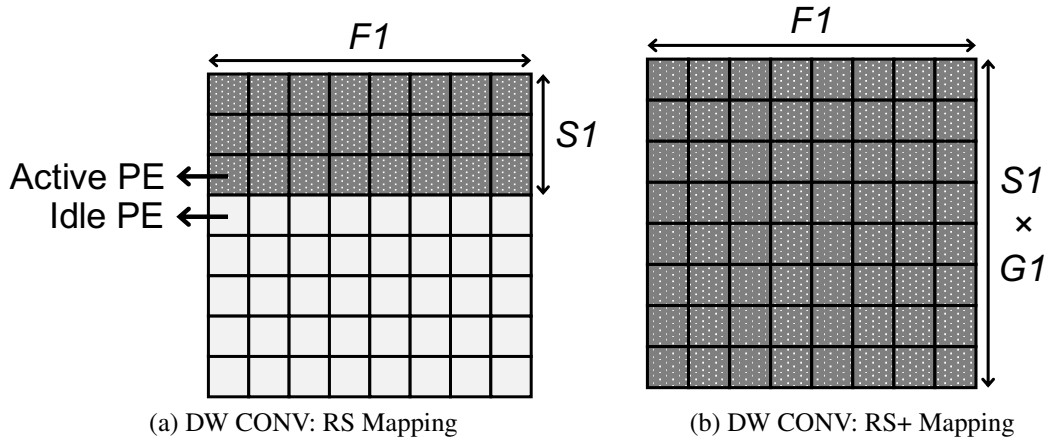 F1
S1
Active PE
Idle PE
(a) DW CONV: RS Mapping
F1
S1
×
G1
(b) DW CONV: RS+ Mapping